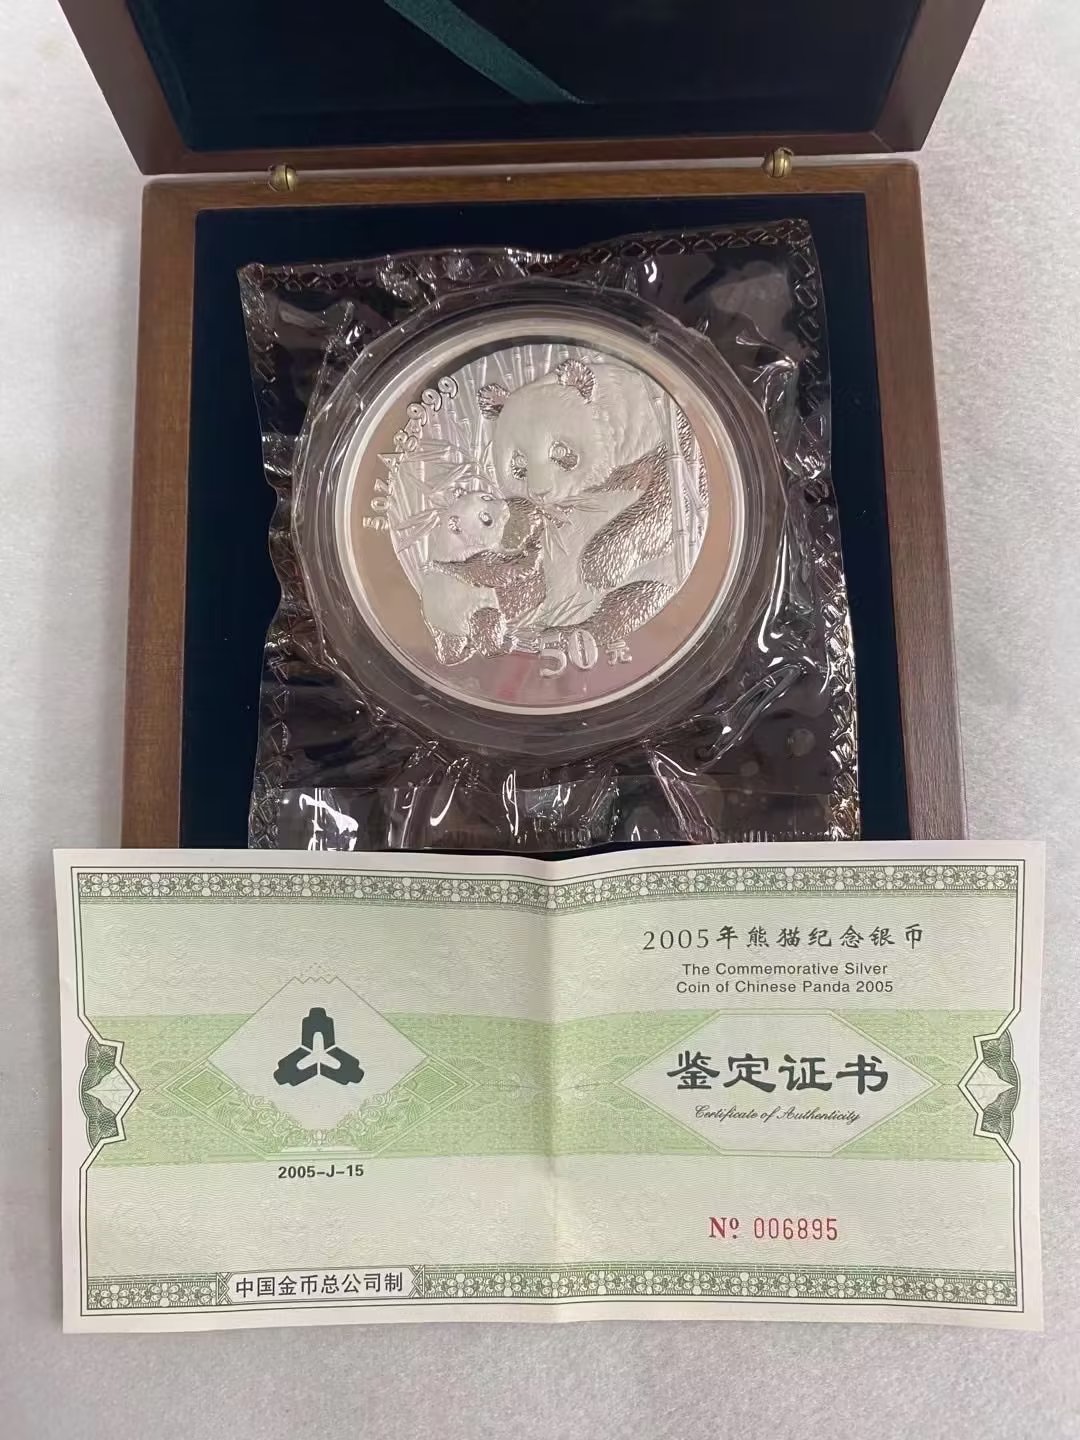 5oz Ag.999
50元
2005年熊猫纪念银币
The Commemorative Silver
Coin of Chinese Panda 2005
鉴定证书
Certificate of Authenticity
2005-J-15
Nº 006895
中国金币总公司制